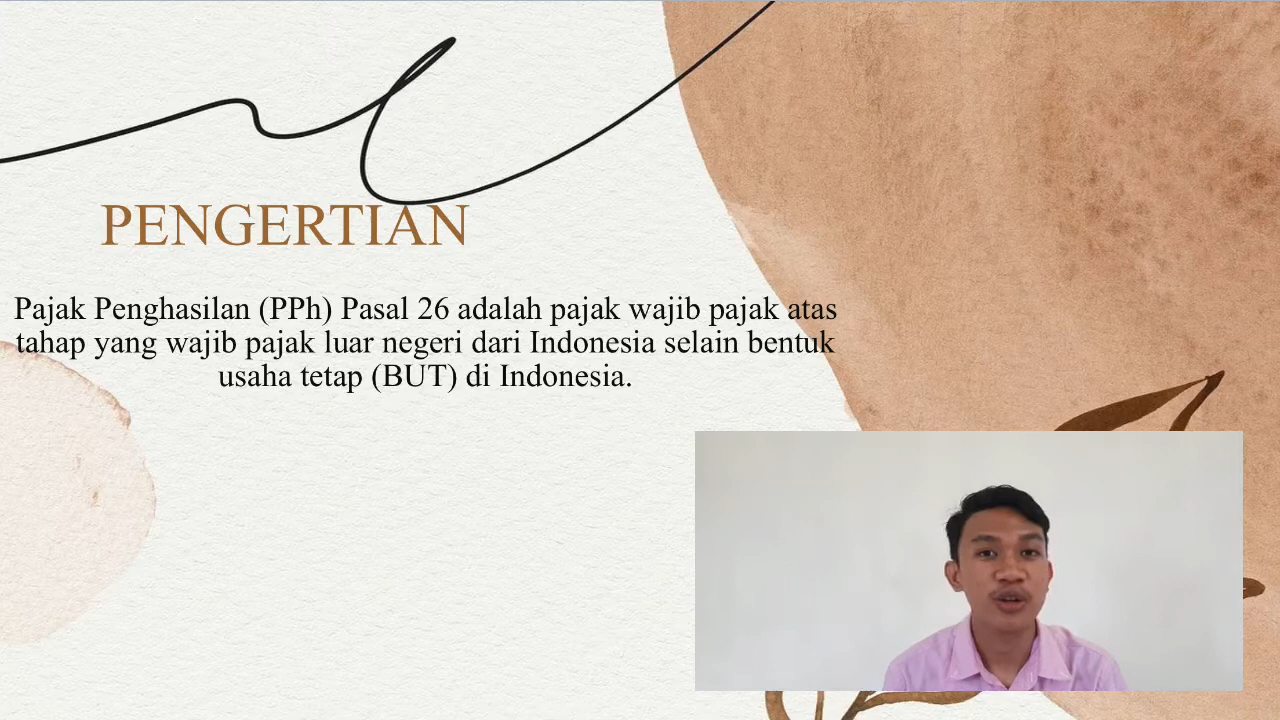 PENGERTIAN
Pajak Penghasilan (PPh) Pasal 26 adalah pajak wajib pajak atas
tahap yang wajib pajak luar negeri dari Indonesia selain bentuk
usaha tetap (BUT) di Indonesia.